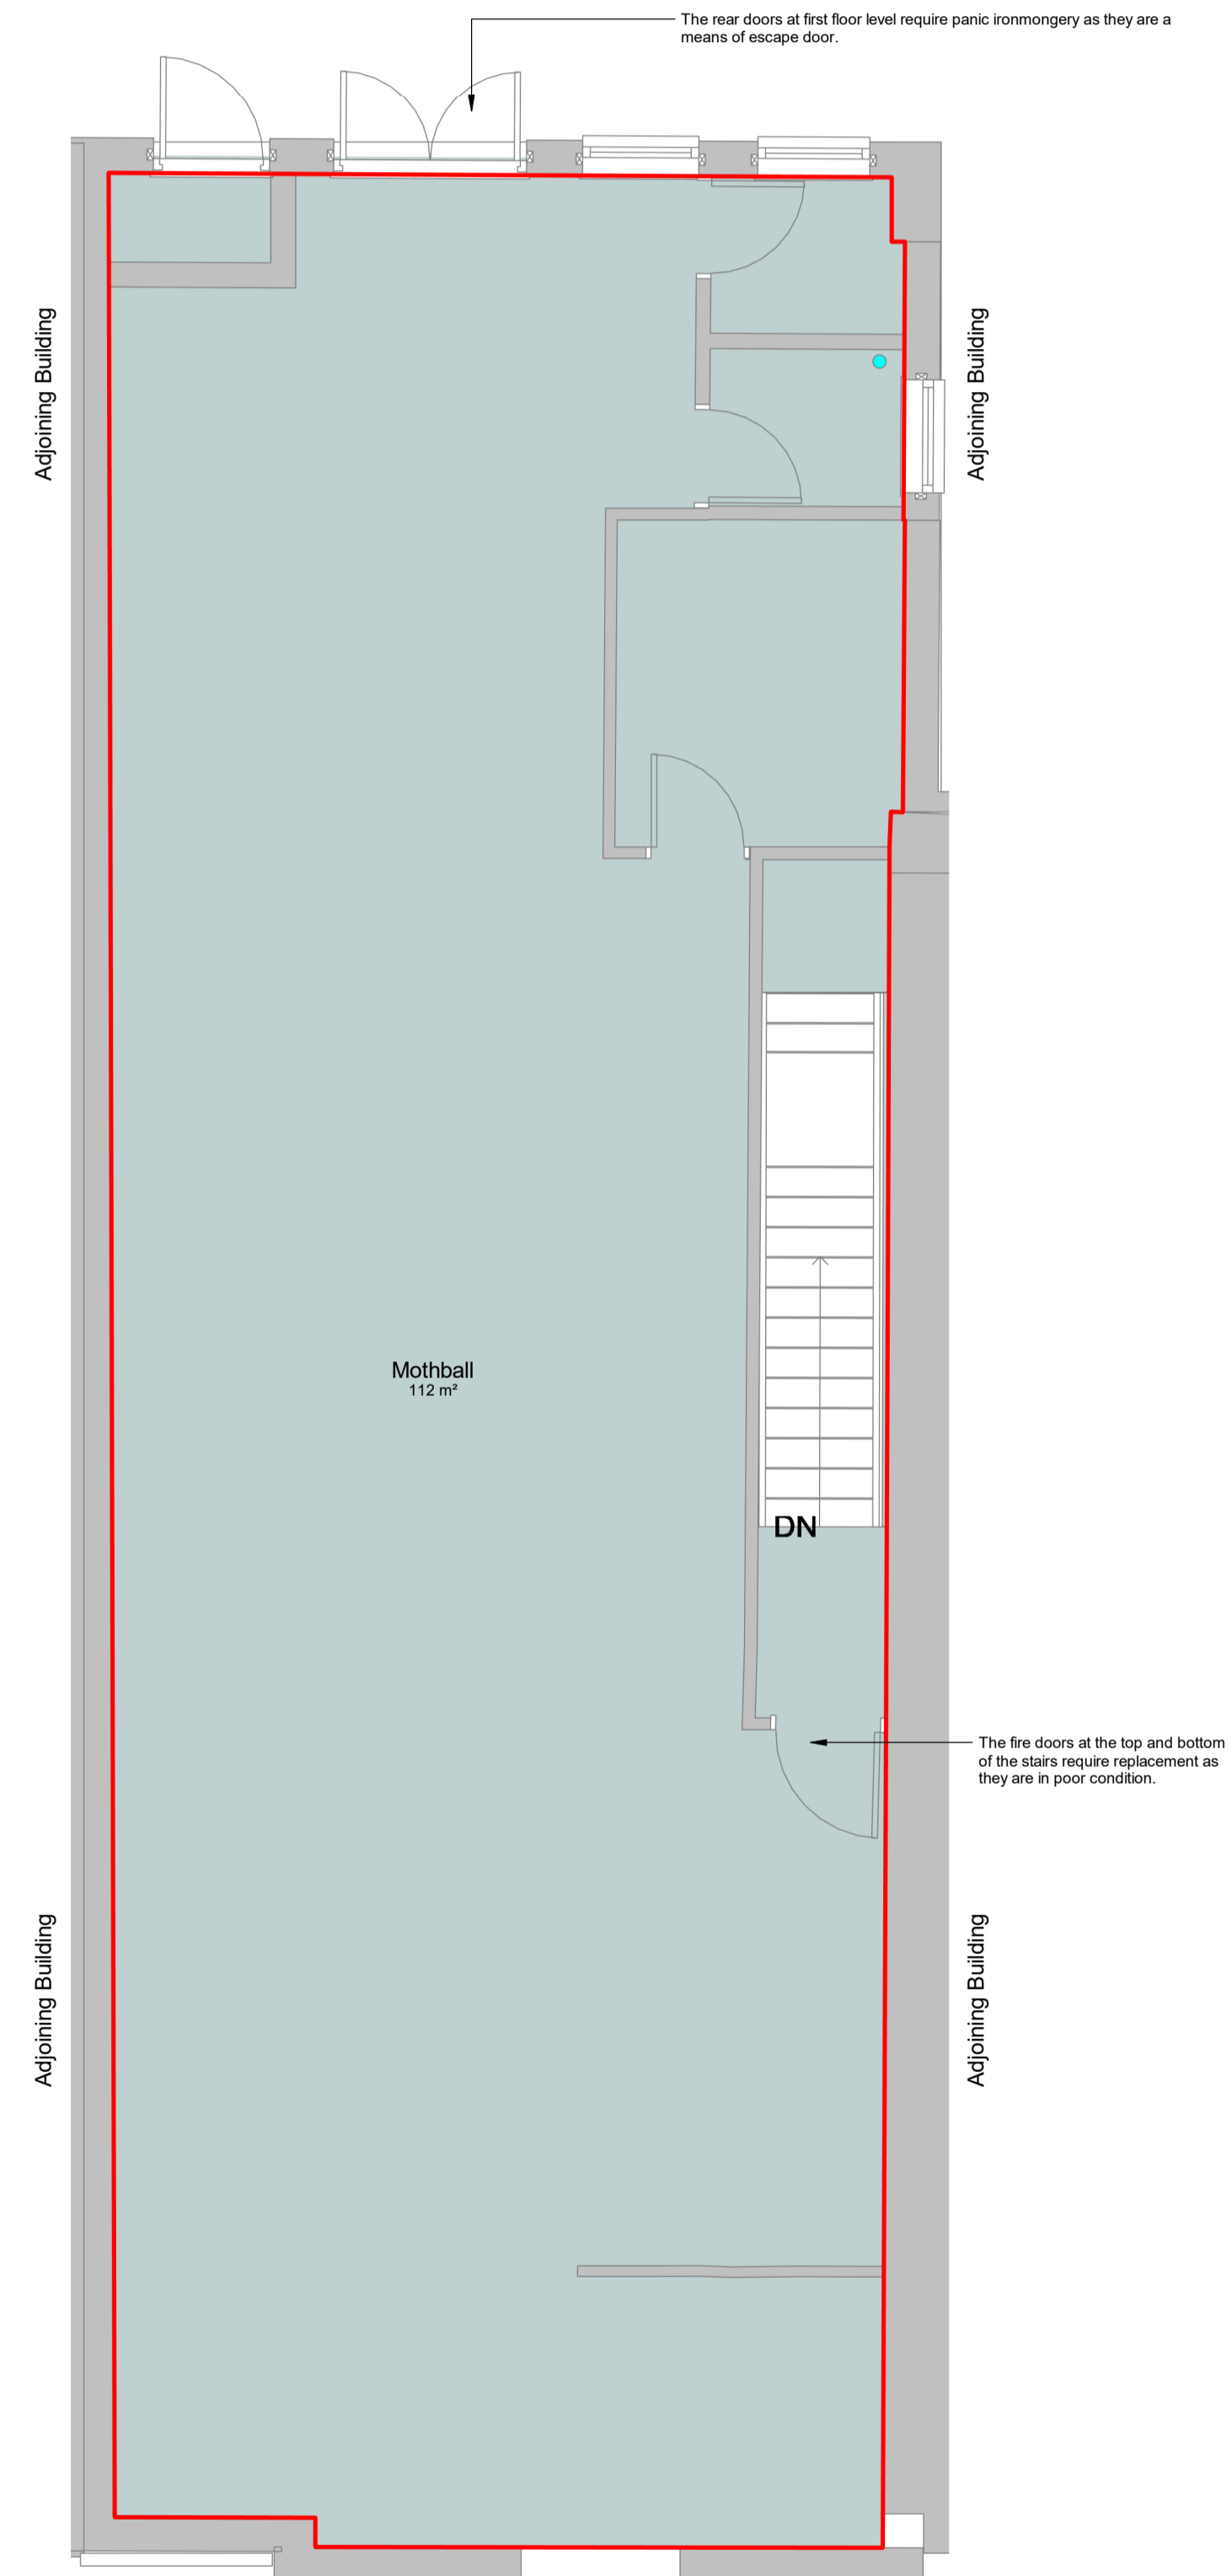 The rear doors at first floor level require panic ironmongery as they are a
means of escape door.
Adjoining Building
Adjoining Building
Mothball
112 m²
DN
The fire doors at the top and bottom
of the stairs require replacement as
they are in poor condition.
Adjoining Building
Adjoining Building